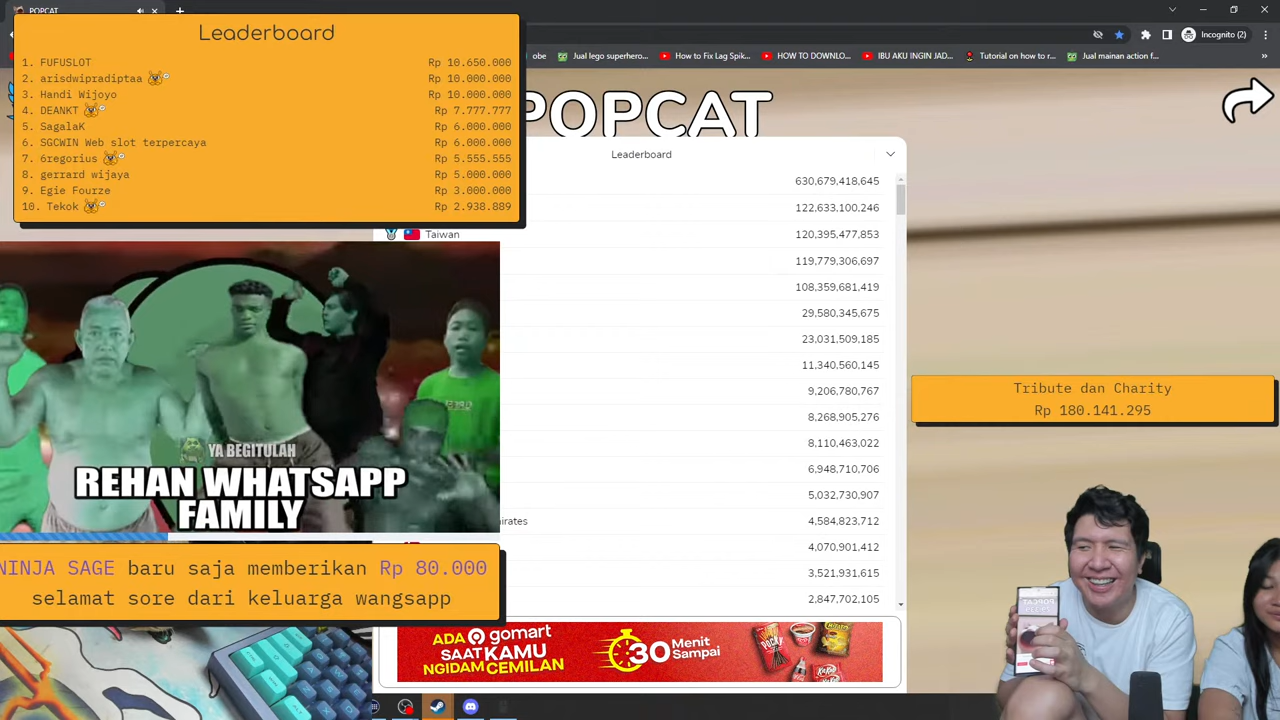 POPCAT
Incognito (2)
obe
Jual lego superhero...
How to Fix Lag Spik...
HOW TO DOWNLO...
IBU AKU INGIN JAD...
Tutorial on how to r...
Jual mainan action f...
Leaderboard
1. FUFUSLOT Rp 10.650.000
2. arisdwipradiptaa Rp 10.000.000
3. Handi Wijoyo Rp 10.000.000
4. DEANKT Rp 7.777.777
5. SagalaK Rp 6.000.000
6. SGCWIN Web slot terpercaya Rp 6.000.000
7. 6regorius Rp 5.555.555
8. gerrard wijaya Rp 5.000.000
9. Egie Fourze Rp 3.000.000
10. Tekok Rp 2.938.889
POPCAT
Leaderboard
630,679,418,645
122,633,100,246
Taiwan 120,395,477,853
119,779,306,697
108,359,681,419
29,580,345,675
23,031,509,185
11,340,560,145
9,206,780,767
8,268,905,276
8,110,463,022
6,948,710,706
5,032,730,907
irates 4,584,823,712
4,070,901,412
3,521,931,615
2,847,702,105
YA BEGITULAH
REHAN WHATSAPP
FAMILY
NINJA SAGE baru saja memberikan Rp 80.000
selamat sore dari keluarga wangsapp
Tribute dan Charity
Rp 180.141.295
ADA gomart
SAAT KAMU
NGIDAM CEMILAN
30 Menit
Sampai
POCKY
KitKat